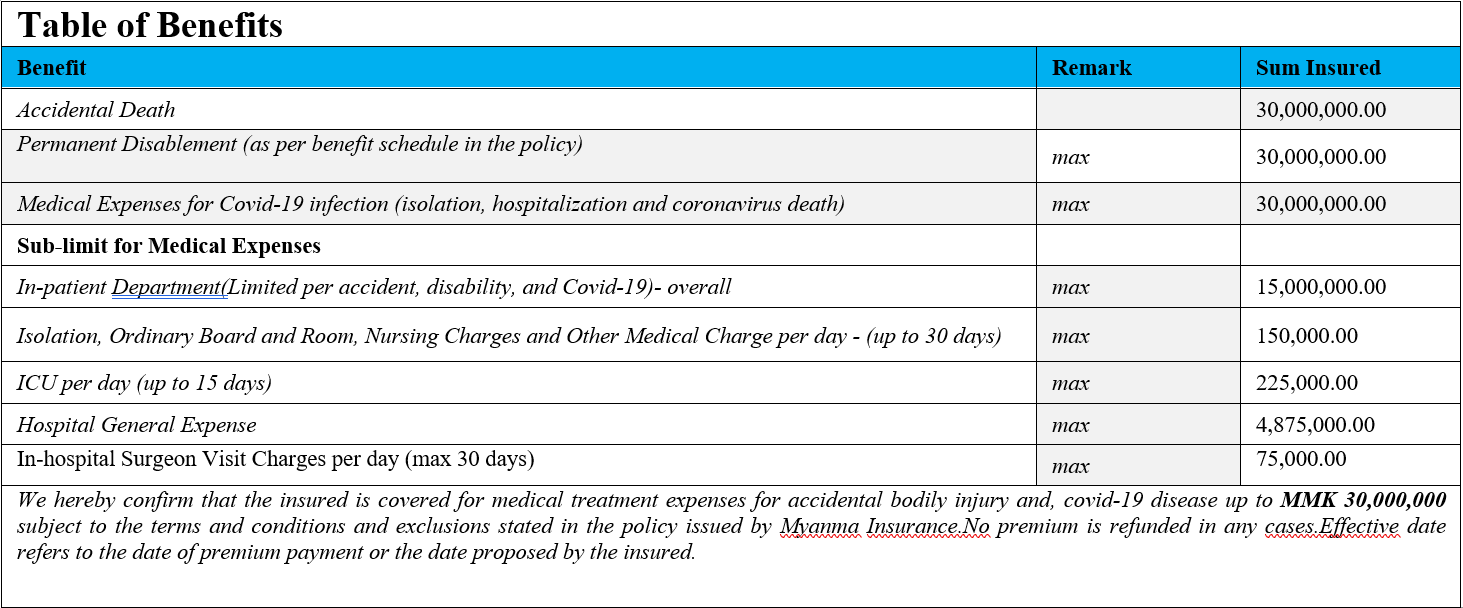 Table of Benefits
Benefit Remark Sum Insured
Accidental Death 30,000,000.00
Permanent Disablement (as per benefit schedule in the policy) max 30,000,000.00
Medical Expenses for Covid-19 infection (isolation, hospitalization and coronavirus death) max 30,000,000.00
Sub-limit for Medical Expenses
In-patient Department(Limited per accident, disability, and Covid-19)- overall max 15,000,000.00
Isolation, Ordinary Board and Room, Nursing Charges and Other Medical Charge per day - (up to 30 days) max 150,000.00
ICU per day (up to 15 days) max 225,000.00
Hospital General Expense max 4,875,000.00
In-hospital Surgeon Visit Charges per day (max 30 days) max 75,000.00
We hereby confirm that the insured is covered for medical treatment expenses for accidental bodily injury and, covid-19 disease up to MMK 30,000,000
subject to the terms and conditions and exclusions stated in the policy issued by Myanma Insurance.No premium is refunded in any cases.Effective date
refers to the date of premium payment or the date proposed by the insured.